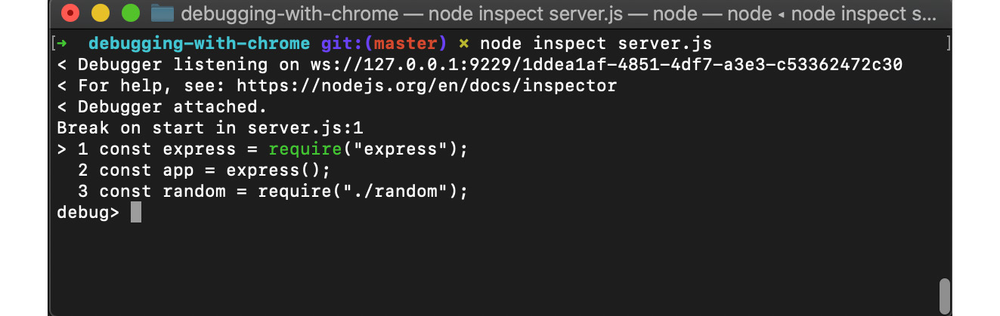 debugging-with-chrome — node inspect server.js — node — node ◂ node inspect s...
[➜  debugging-with-chrome git:(master) ✗ node inspect server.js ]
< Debugger listening on ws://127.0.0.1:9229/1ddea1af-4851-4df7-a3e3-c53362472c30
< For help, see: https://nodejs.org/en/docs/inspector
< Debugger attached.
Break on start in server.js:1
> 1 const express = require("express");
  2 const app = express();
  3 const random = require("./random");
debug>